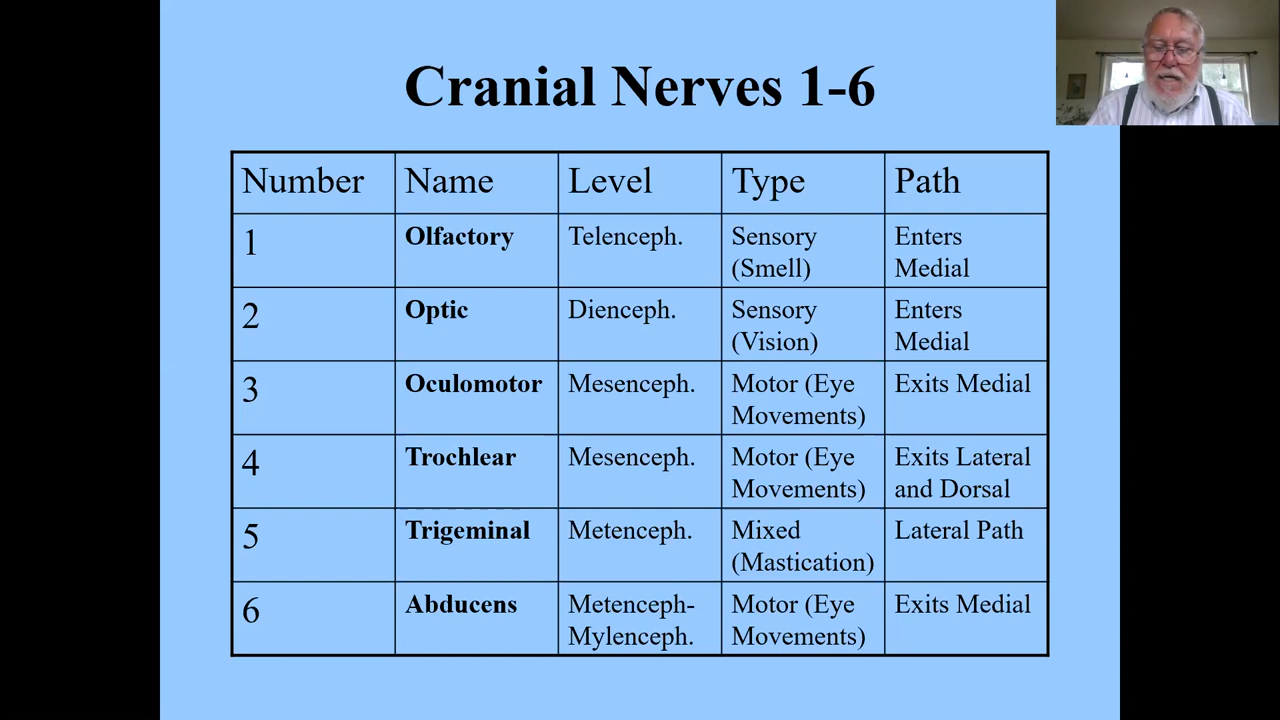 Cranial Nerves 1-6
Number Name Level Type Path
1 Olfactory Telenceph. Sensory Enters
(Smell) Medial
2 Optic Dienceph. Sensory Enters
(Vision) Medial
3 Oculomotor Mesenceph. Motor (Eye Exits Medial
Movements)
4 Trochlear Mesenceph. Motor (Eye Exits Lateral
Movements) and Dorsal
5 Trigeminal Metenceph. Mixed Lateral Path
(Mastication)
6 Abducens Metenceph- Motor (Eye Exits Medial
Mylenceph. Movements)